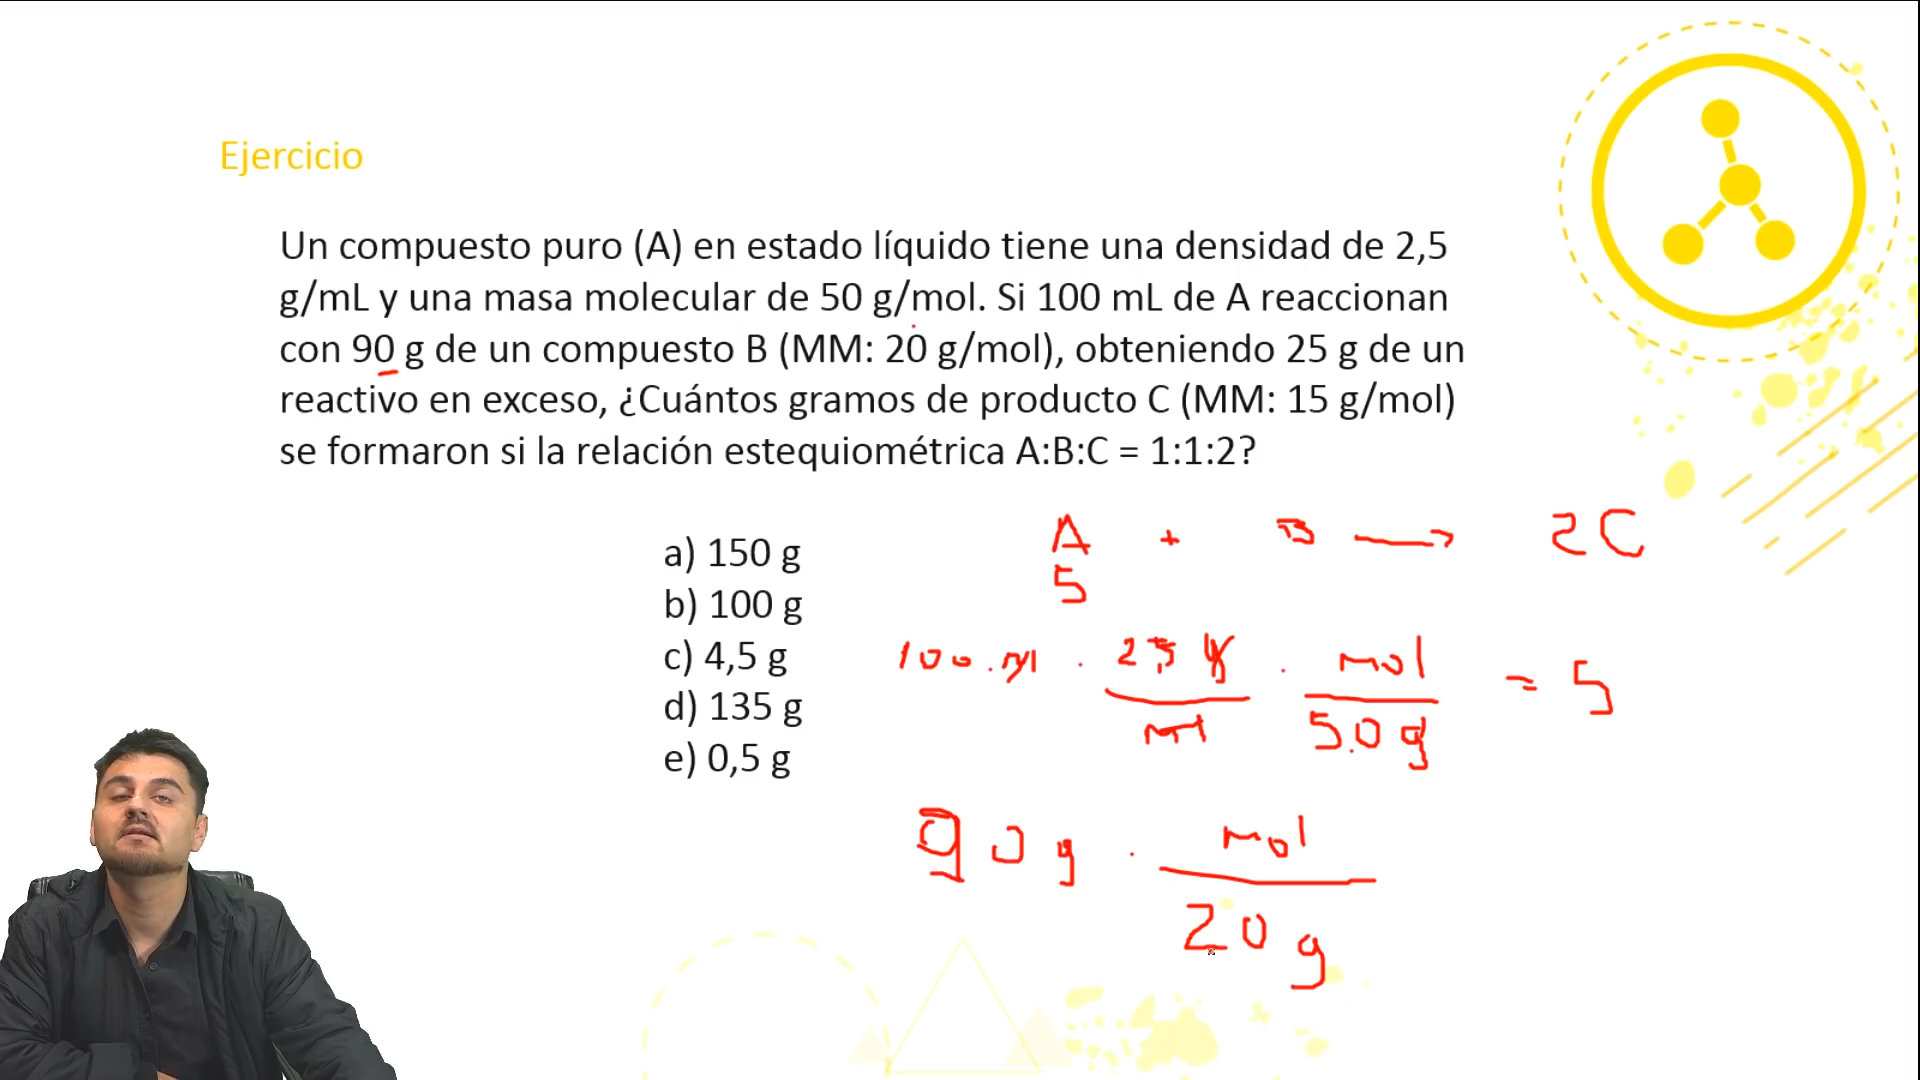 Ejercicio
Un compuesto puro (A) en estado líquido tiene una densidad de 2,5
g/mL y una masa molecular de 50 g/mol. Si 100 mL de A reaccionan
con 90 g de un compuesto B (MM: 20 g/mol), obteniendo 25 g de un
reactivo en exceso, ¿Cuántos gramos de producto C (MM: 15 g/mol)
se formaron si la relación estequiométrica A:B:C = 1:1:2?
a) 150 g
b) 100 g
c) 4,5 g
d) 135 g
e) 0,5 g
A + B → 2C
5
100 ml · 2,5 g / ml · mol / 50 g = 5
90 g · mol / 20 g